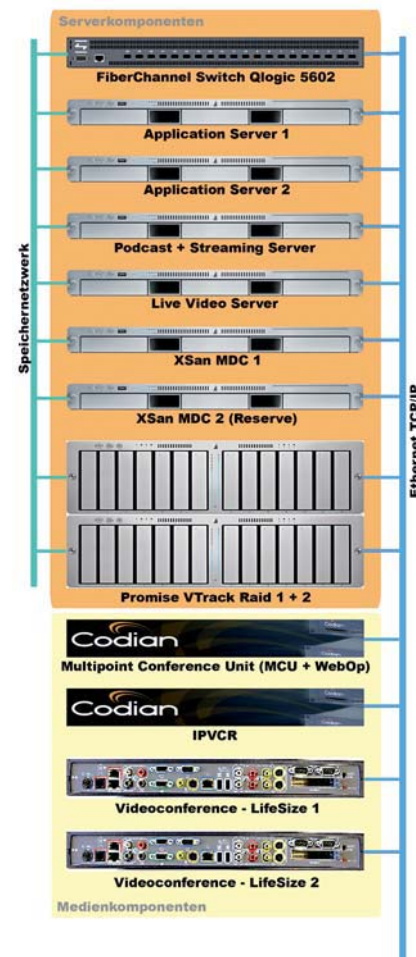 Serverkomponenten
FiberChannel Switch Qlogic 5602
Application Server 1
Application Server 2
Podcast + Streaming Server
Live Video Server
XSan MDC 1
XSan MDC 2 (Reserve)
Promise VTrack Raid 1 + 2
Speichernetzwerk
Ethernet TCP/IP
Codian
Multipoint Conference Unit (MCU + WebOp)
Codian
IPVCR
Videoconference - LifeSize 1
Videoconference - LifeSize 2
Medienkomponenten